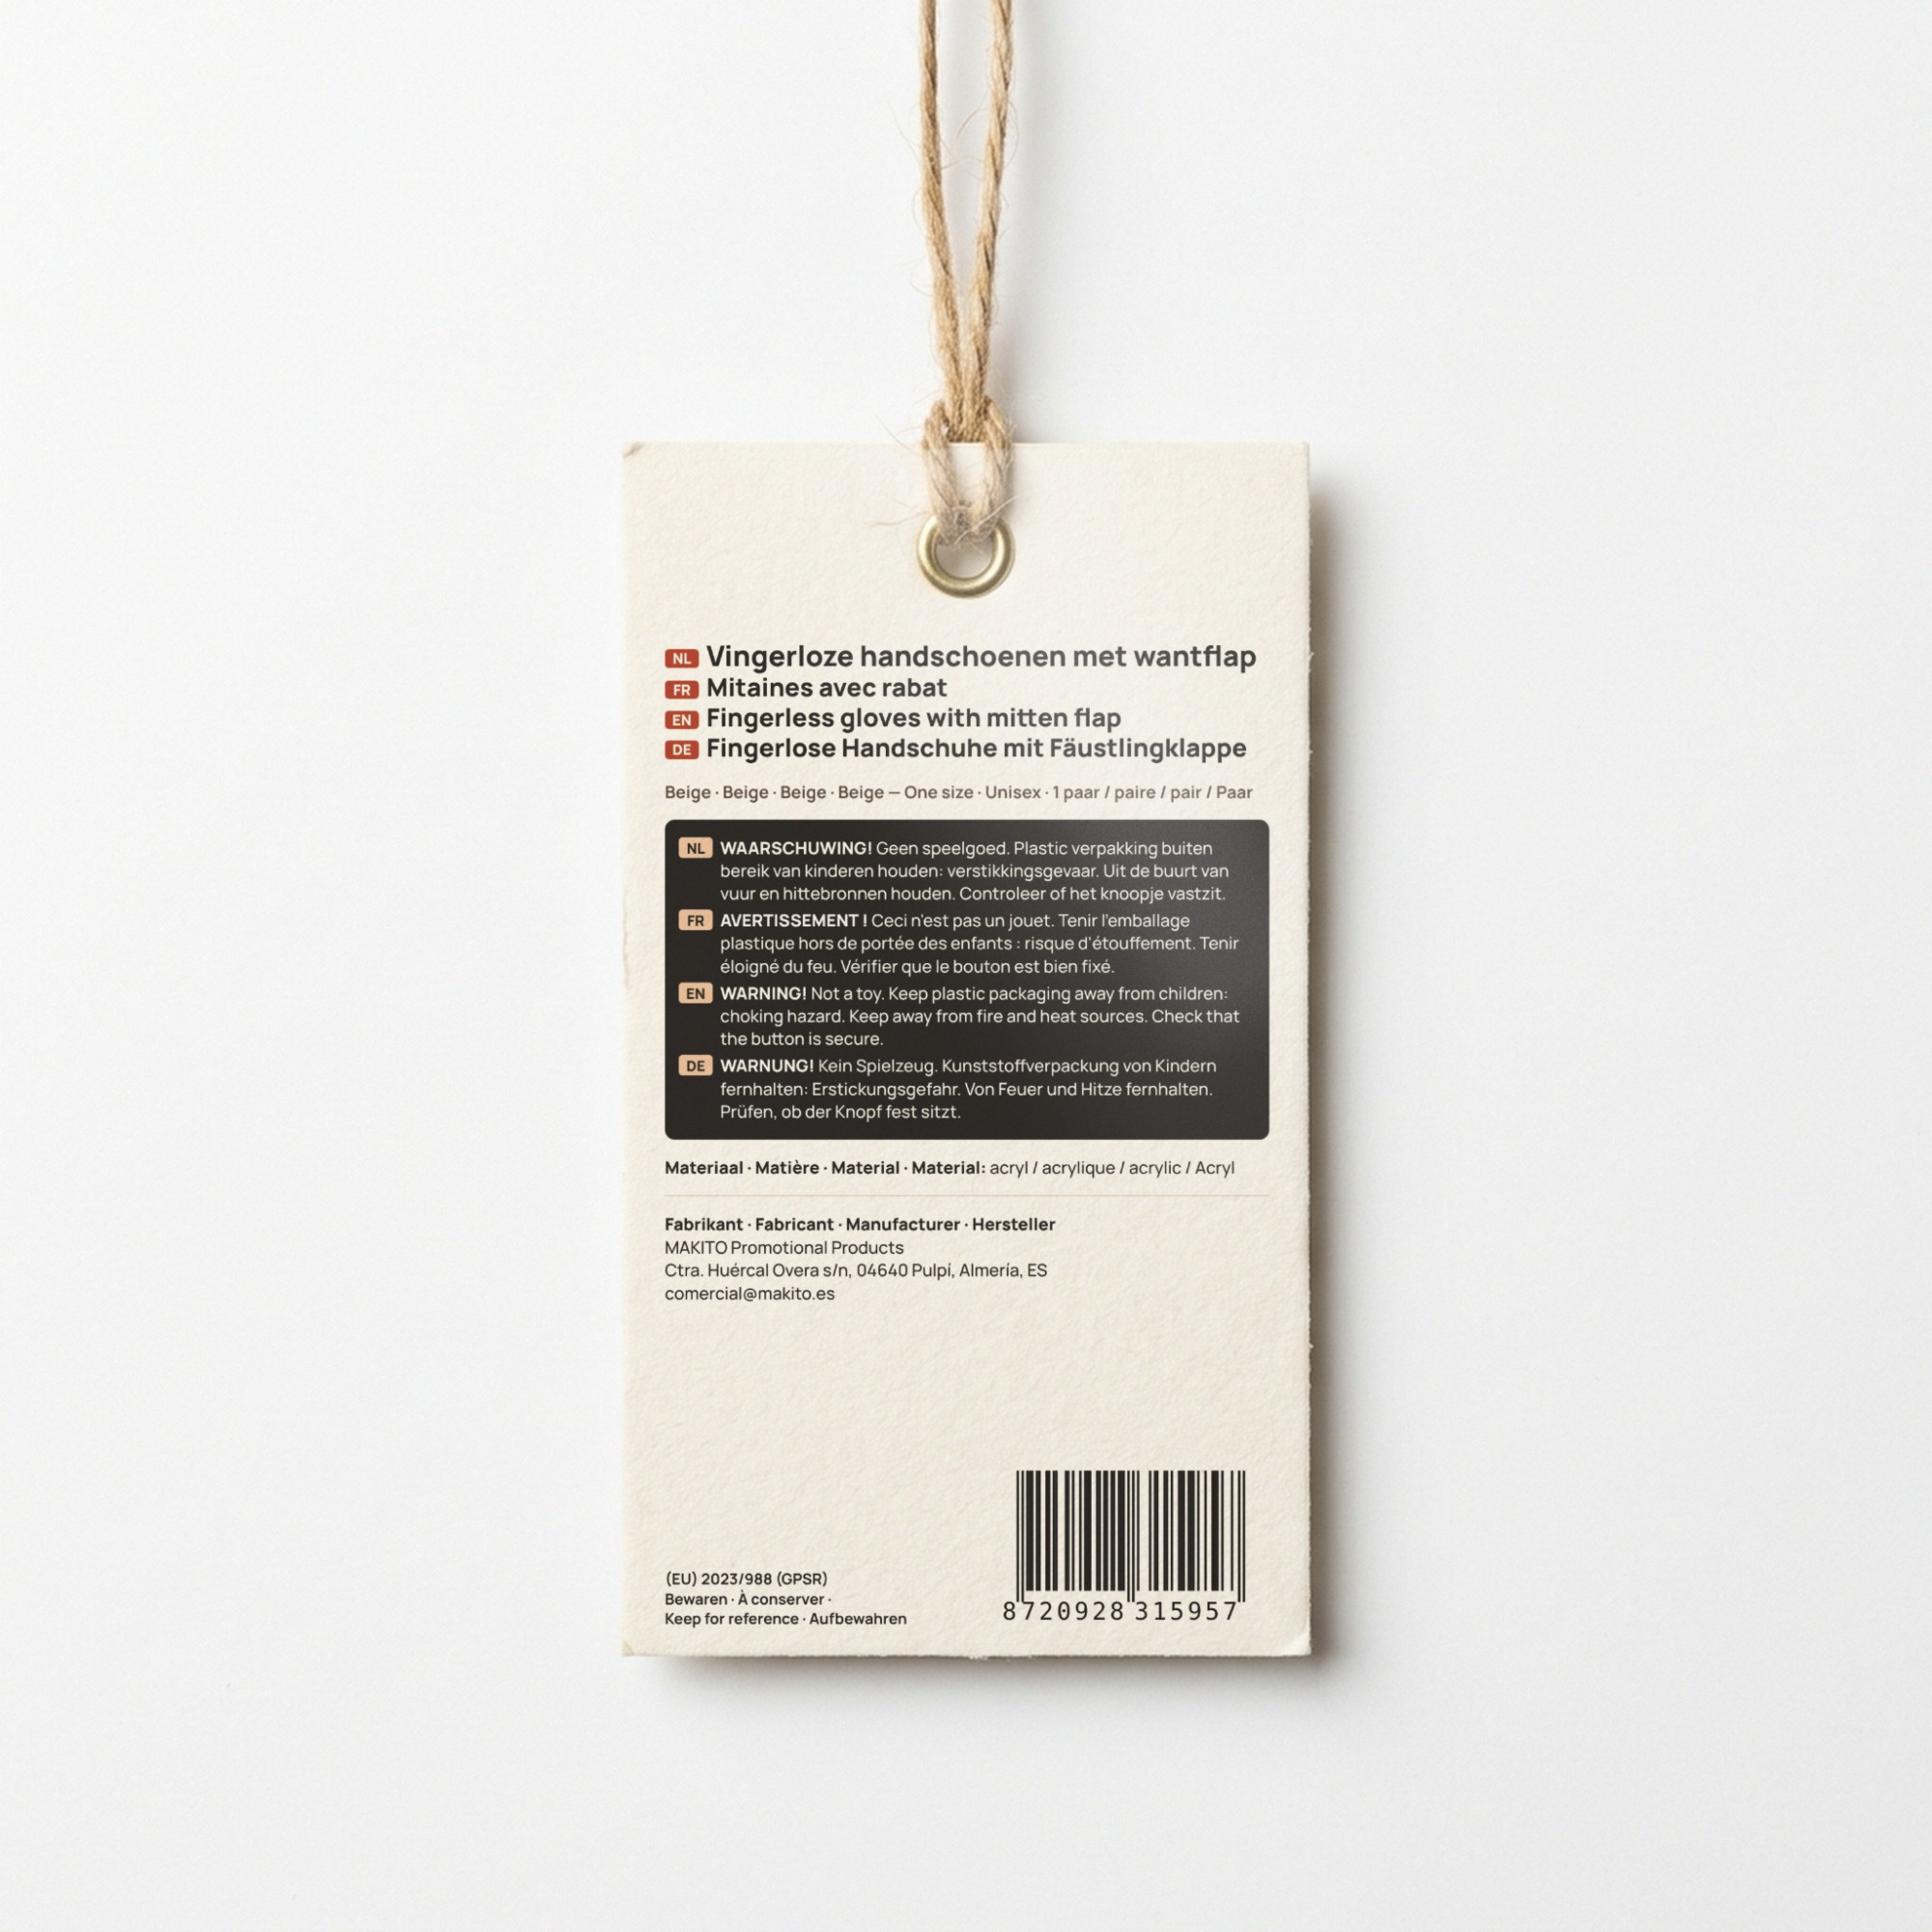 NL Vingerloze handschoenen met wantflap
FR Mitaines avec rabat
EN Fingerless gloves with mitten flap
DE Fingerlose Handschuhe mit Fäustlingklappe
Beige · Beige · Beige · Beige – One size · Unisex · 1 paar / paire / pair / Paar
NL WAARSCHUWING! Geen speelgoed. Plastic verpakking buiten
bereik van kinderen houden: verstikkingsgevaar. Uit de buurt van
vuur en hittebronnen houden. Controleer of het knoopje vastzit.
FR AVERTISSEMENT ! Ceci n'est pas un jouet. Tenir l'emballage
plastique hors de portée des enfants : risque d'étouffement. Tenir
éloigné du feu. Vérifier que le bouton est bien fixé.
EN WARNING! Not a toy. Keep plastic packaging away from children:
choking hazard. Keep away from fire and heat sources. Check that
the button is secure.
DE WARNUNG! Kein Spielzeug. Kunststoffverpackung von Kindern
fernhalten: Erstickungsgefahr. Von Feuer und Hitze fernhalten.
Prüfen, ob der Knopf fest sitzt.
Materiaal · Matière · Material · Material: acryl / acrylique / acrylic / Acryl
Fabrikant · Fabricant · Manufacturer · Hersteller
MAKITO Promotional Products
Ctra. Huércal Overa s/n, 04640 Pulpí, Almería, ES
comercial@makito.es
(EU) 2023/988 (GPSR)
Bewaren · À conserver ·
Keep for reference · Aufbewahren
8720928315957